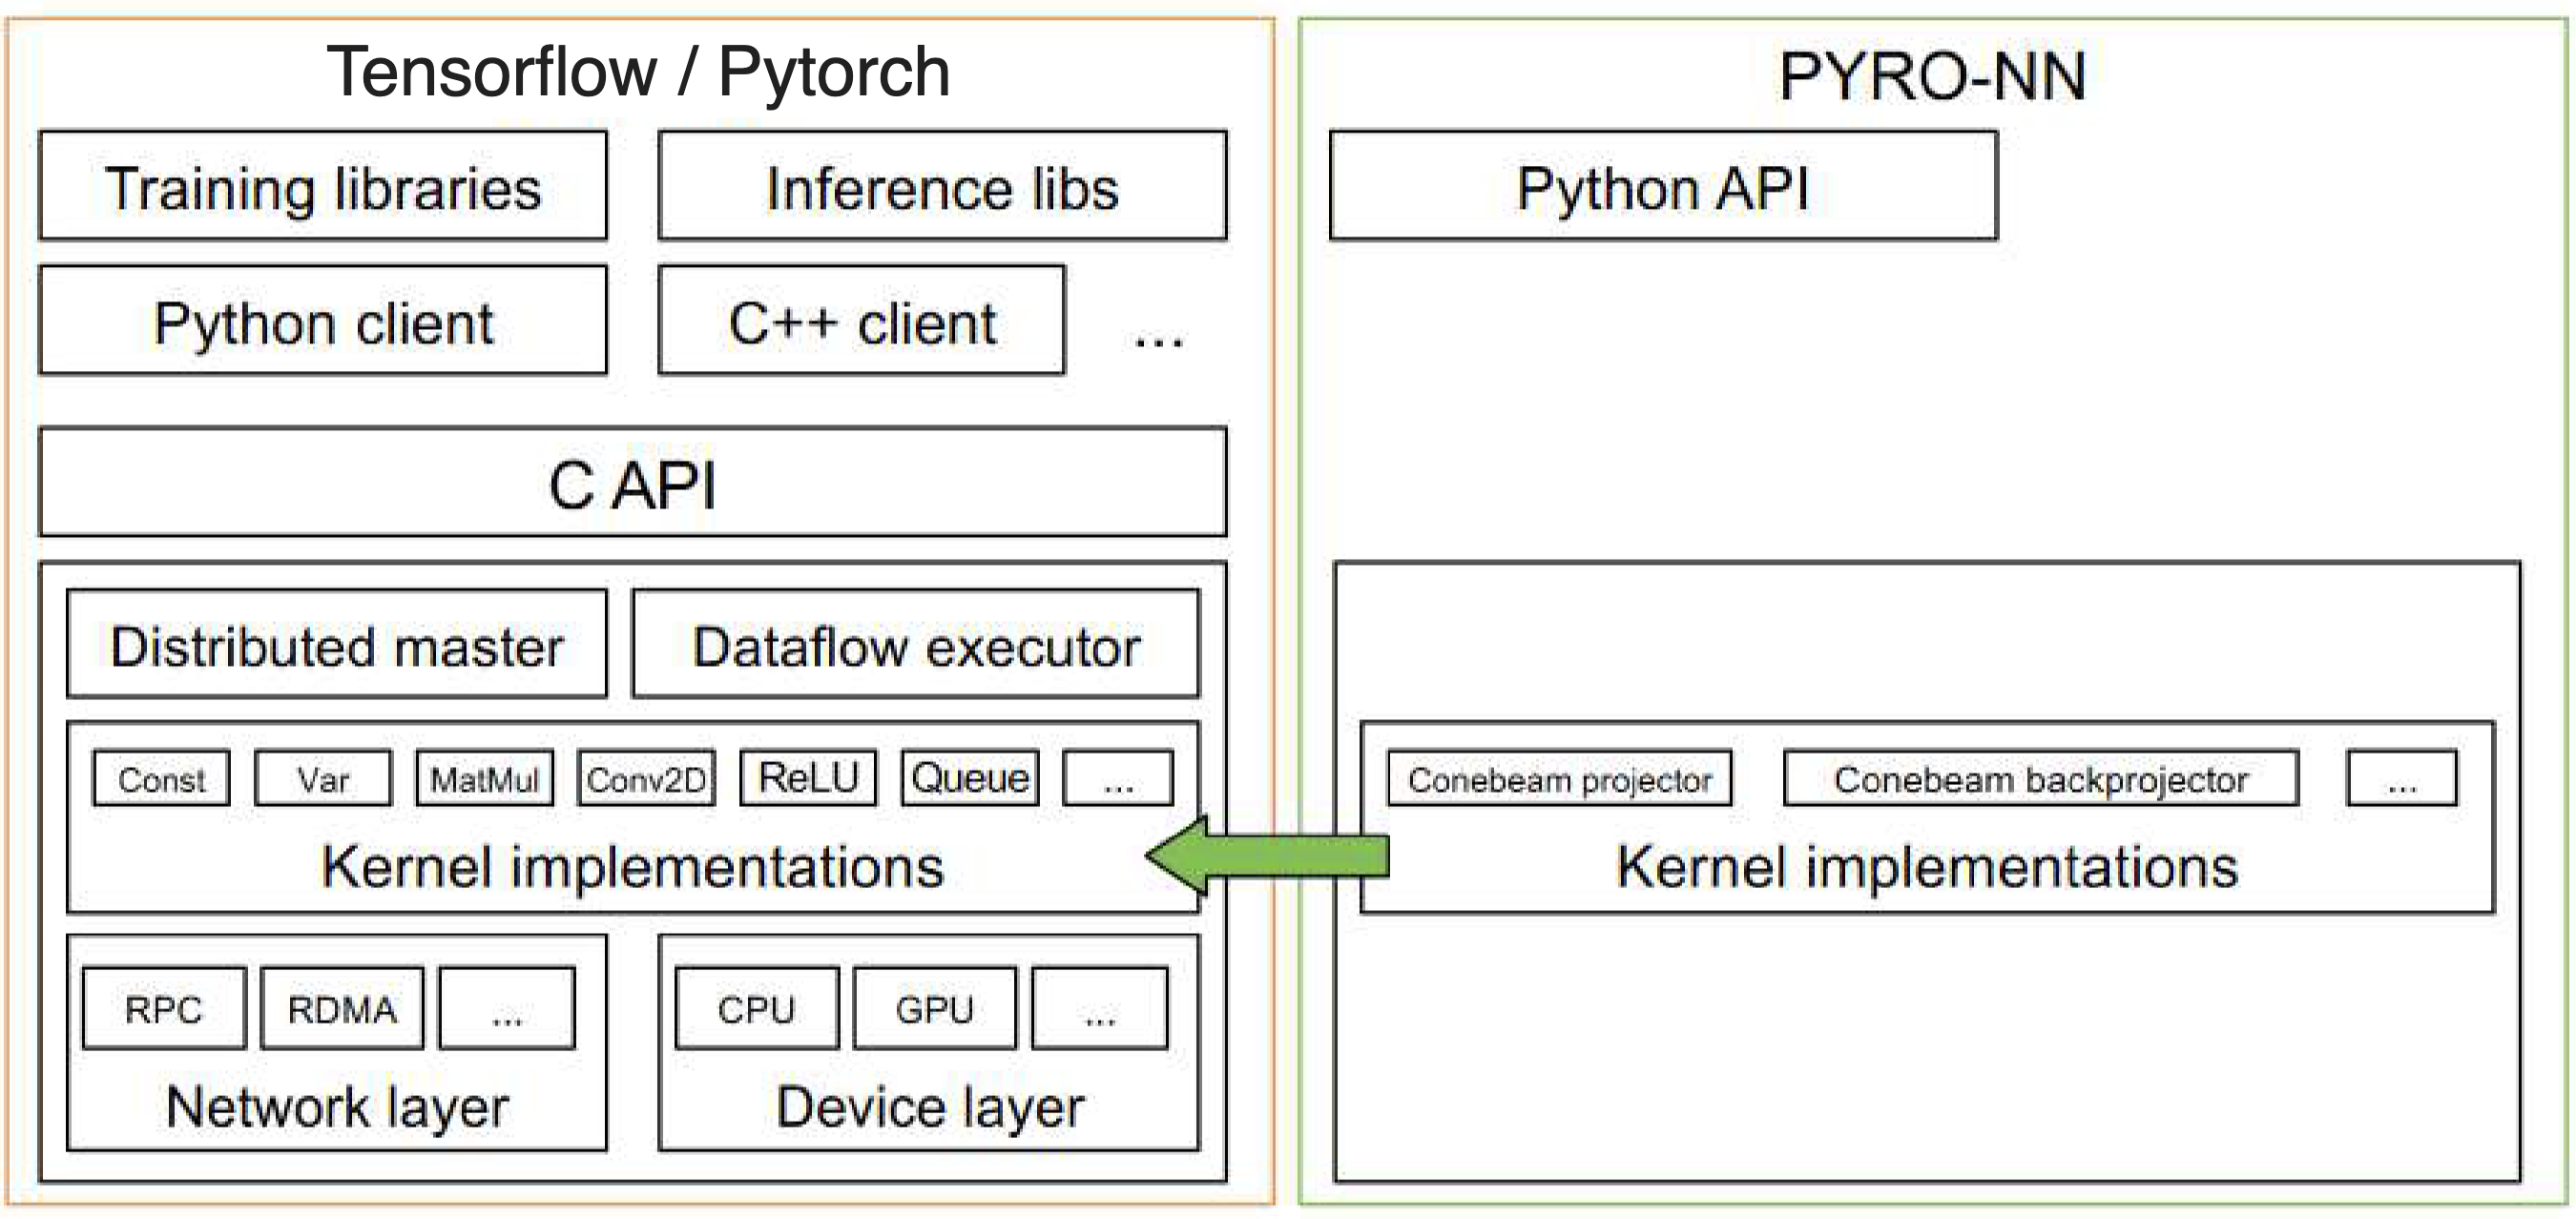 Tensorflow / Pytorch
Training libraries
Inference libs
Python client
C++ client
...
C API
Distributed master
Dataflow executor
Const
Var
MatMul
Conv2D
ReLU
Queue
...
Kernel implementations
RPC
RDMA
...
Network layer
CPU
GPU
...
Device layer
PYRO-NN
Python API
Conebeam projector
Conebeam backprojector
...
Kernel implementations